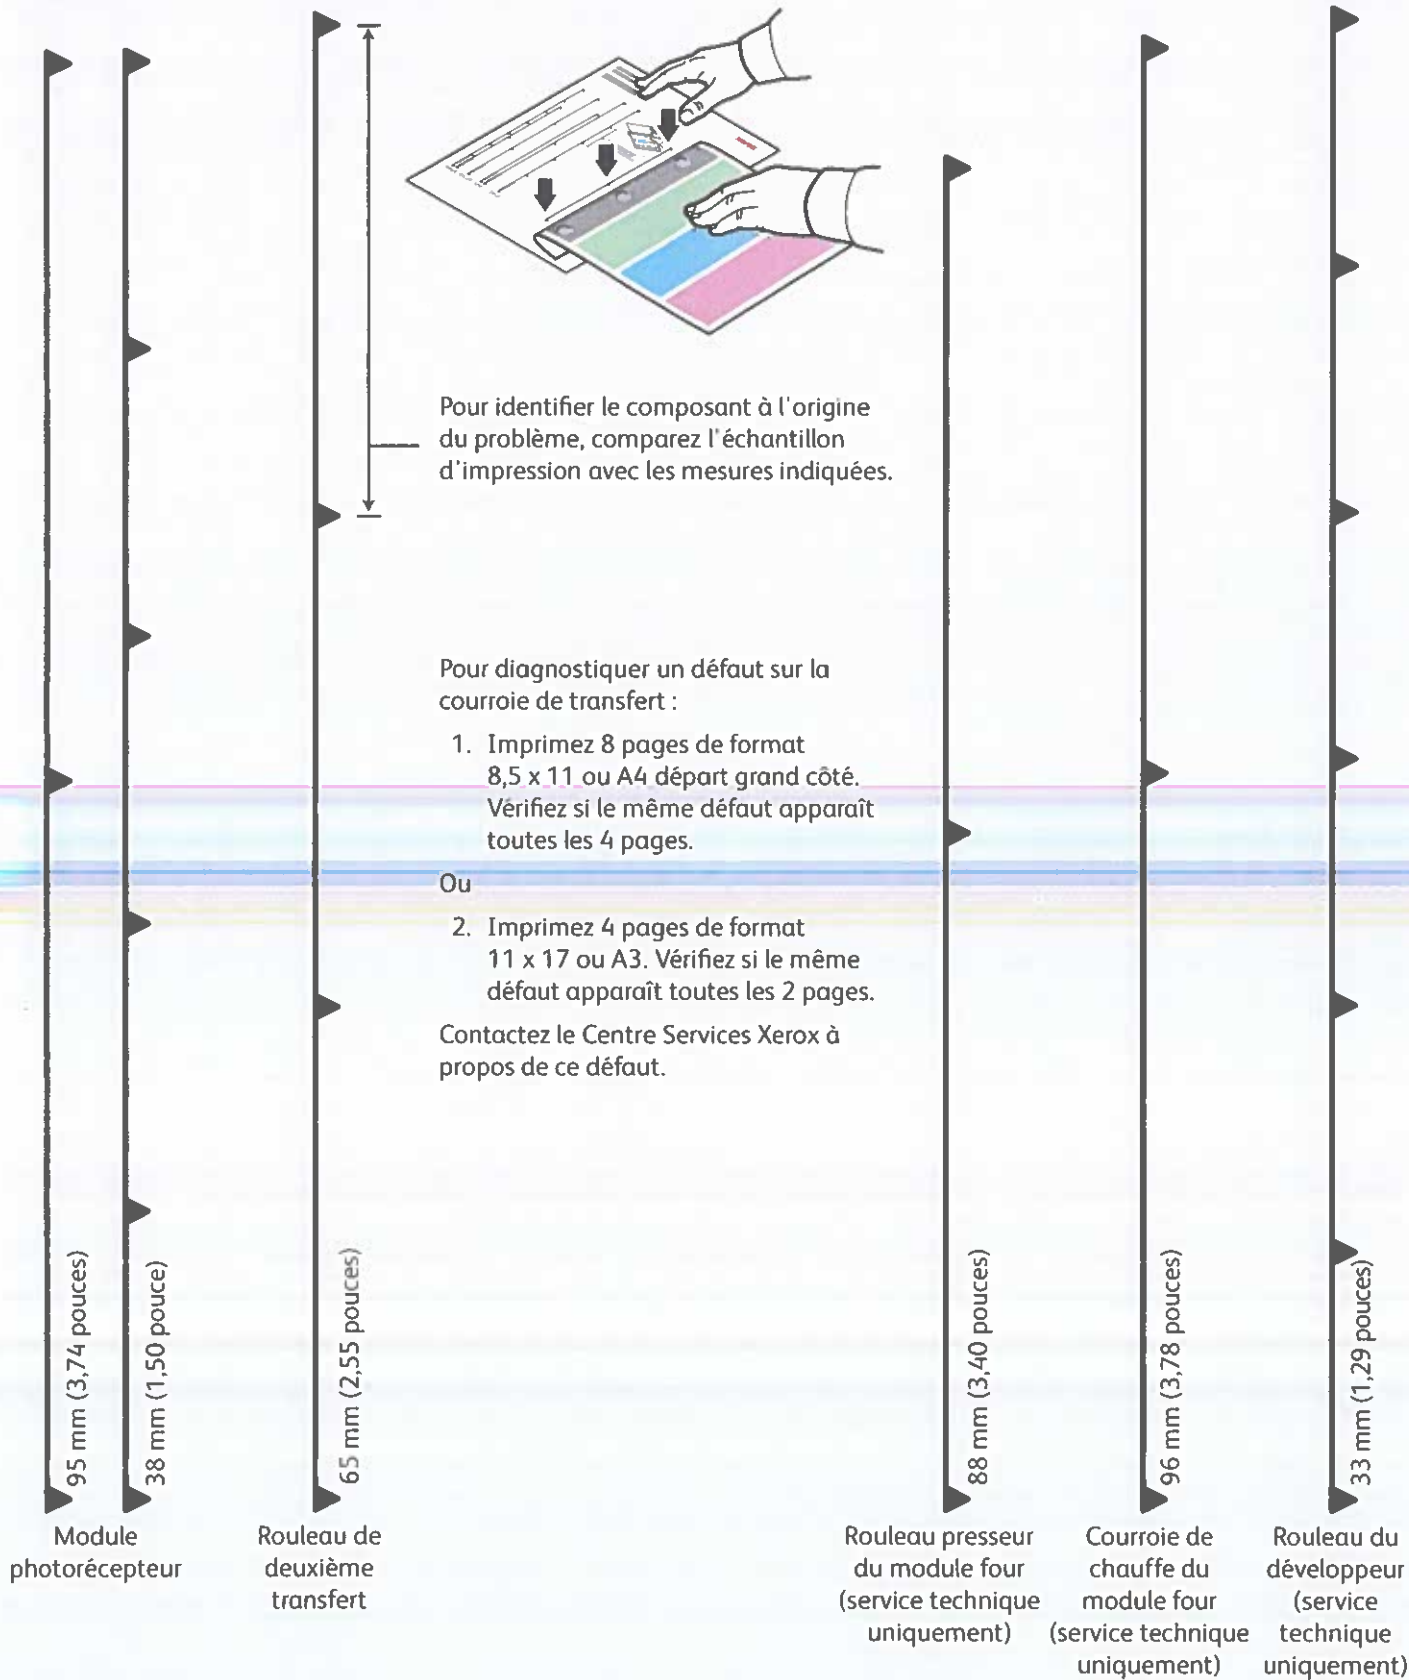 Pour identifier le composant à l'origine
du problème, comparez l'échantillon
d'impression avec les mesures indiquées.
Pour diagnostiquer un défaut sur la
courroie de transfert :
1. Imprimez 8 pages de format
8,5 x 11 ou A4 départ grand côté.
Vérifiez si le même défaut apparaît
toutes les 4 pages.
Ou
2. Imprimez 4 pages de format
11 x 17 ou A3. Vérifiez si le même
défaut apparaît toutes les 2 pages.
Contactez le Centre Services Xerox à
propos de ce défaut.
95 mm (3,74 pouces)
38 mm (1,50 pouce)
65 mm (2,55 pouces)
88 mm (3,40 pouces)
96 mm (3,78 pouces)
33 mm (1,29 pouces)
Module
photorécepteur
Rouleau de
deuxième
transfert
Rouleau presseur
du module four
(service technique
uniquement)
Courroie de
chauffe du
module four
(service technique
uniquement)
Rouleau du
développeur
(service
technique
uniquement)